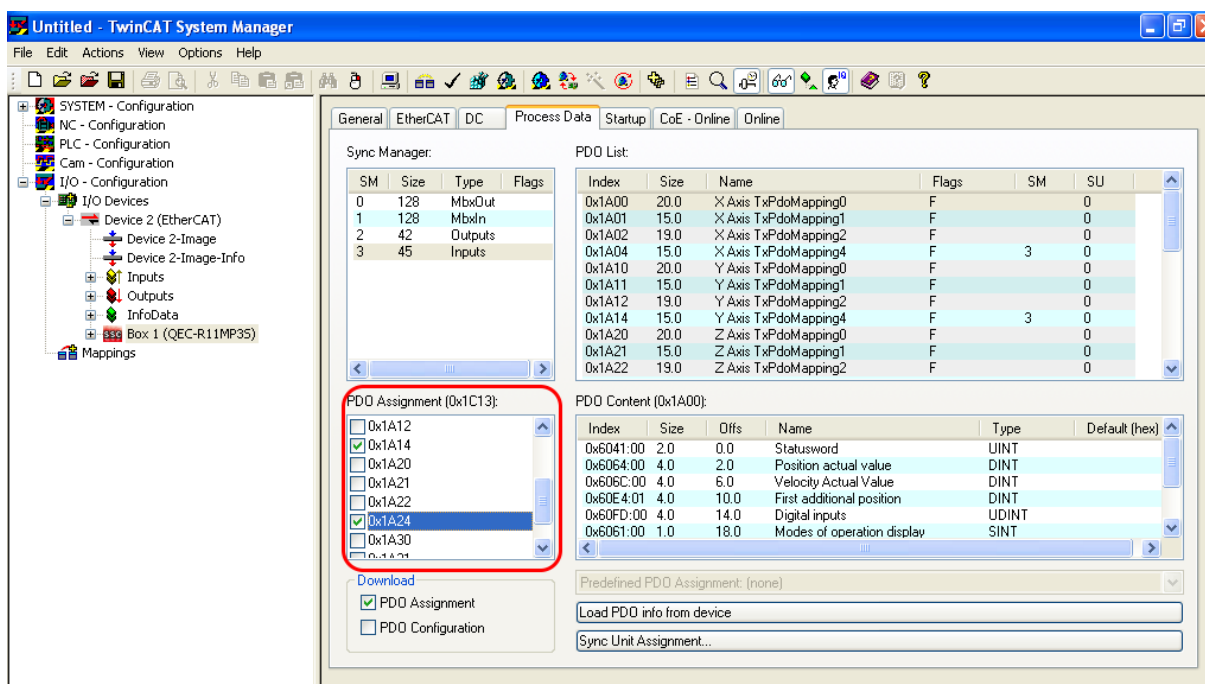 Untitled - TwinCAT System Manager
File Edit Actions View Options Help
SYSTEM - Configuration
NC - Configuration
PLC - Configuration
Cam - Configuration
I/O - Configuration
I/O Devices
Device 2 (EtherCAT)
Device 2-Image
Device 2-Image-Info
Inputs
Outputs
InfoData
Box 1 (QEC-R11MP3S)
Mappings
General EtherCAT DC Process Data Startup CoE - Online Online
Sync Manager:
SM Size Type Flags
0 128 MbxOut
1 128 MbxIn
2 42 Outputs
3 45 Inputs
PDO List:
Index Size Name Flags SM SU
0x1A00 20.0 X Axis TxPdoMapping0 F 0
0x1A01 15.0 X Axis TxPdoMapping1 F 0
0x1A02 19.0 X Axis TxPdoMapping2 F 0
0x1A04 15.0 X Axis TxPdoMapping4 F 3 0
0x1A10 20.0 Y Axis TxPdoMapping0 F 0
0x1A11 15.0 Y Axis TxPdoMapping1 F 0
0x1A12 19.0 Y Axis TxPdoMapping2 F 0
0x1A14 15.0 Y Axis TxPdoMapping4 F 3 0
0x1A20 20.0 Z Axis TxPdoMapping0 F 0
0x1A21 15.0 Z Axis TxPdoMapping1 F 0
0x1A22 19.0 Z Axis TxPdoMapping2 F 0
PDO Assignment (0x1C13):
0x1A12
0x1A14
0x1A20
0x1A21
0x1A22
0x1A24
0x1A30
PDO Content (0x1A00):
Index Size Offs Name Type Default (hex)
0x6041:00 2.0 0.0 Statusword UINT
0x6064:00 4.0 2.0 Position actual value DINT
0x606C:00 4.0 6.0 Velocity Actual Value DINT
0x60E4:01 4.0 10.0 First additional position DINT
0x60FD:00 4.0 14.0 Digital inputs UDINT
0x6061:00 1.0 18.0 Modes of operation display SINT
Download
PDO Assignment
PDO Configuration
Predefined PDO Assignment: (none)
Load PDO info from device
Sync Unit Assignment...